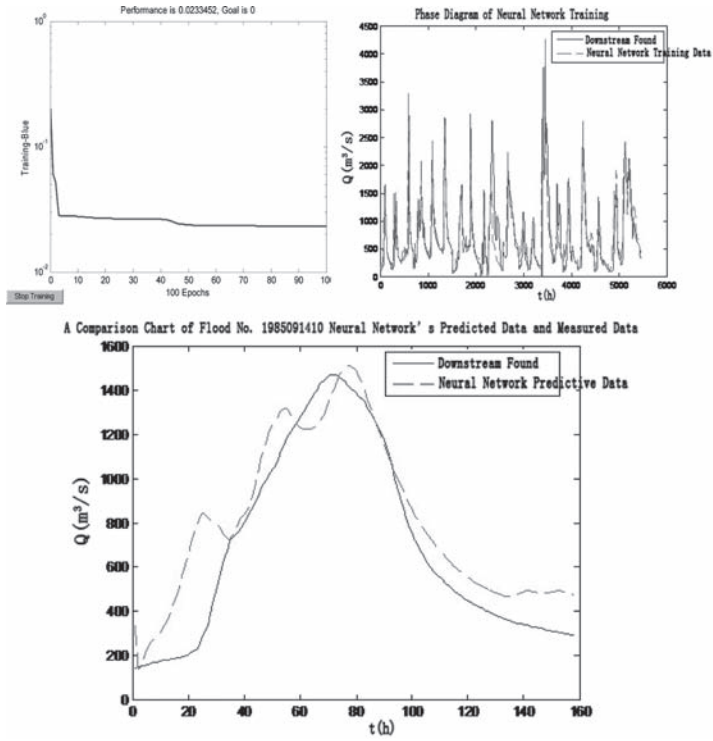 Performance is 0.0233452, Goal is 0
10⁰
10⁻¹
10⁻²
Training-Blue
0 10 20 30 40 50 60 70 80 90 10
100 Epochs
Stop Training
Phase Diagram of Neural Network Training
Downstream Found
Neural Network Training Data
4500
4000
3500
3000
2500
2000
1500
1000
500
0
Q(m³/s)
0 1000 2000 3000 4000 5000 6000
t(h)
A Comparison Chart of Flood No. 1985091410 Neural Network's Predicted Data and Measured Data
Downstream Found
Neural Network Predictive Data
1600
1400
1200
1000
800
600
400
200
0
Q(m³/s)
0 20 40 60 80 100 120 140 160
t(h)